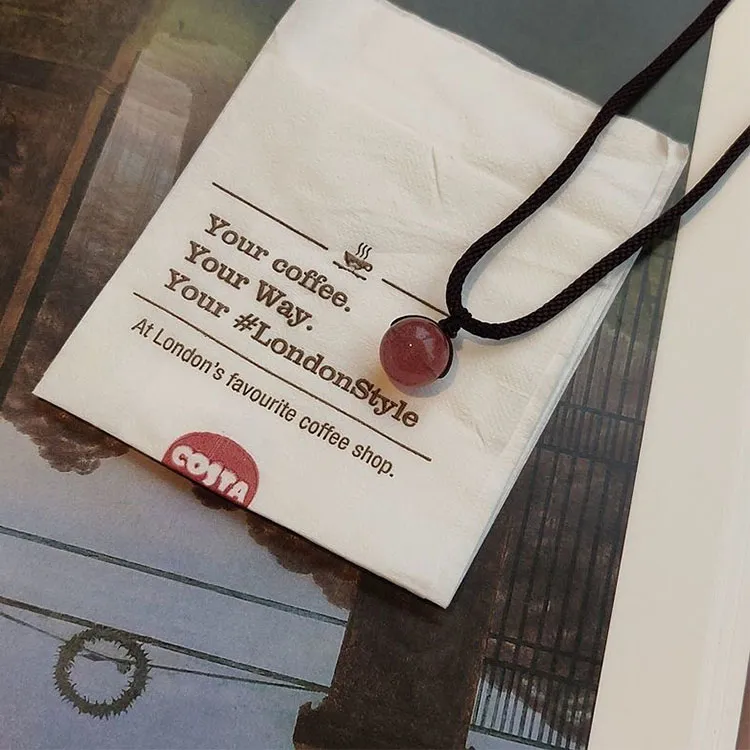 Your coffee.
Your Way.
Your #LondonStyle
At London's favourite coffee shop.
COSTA